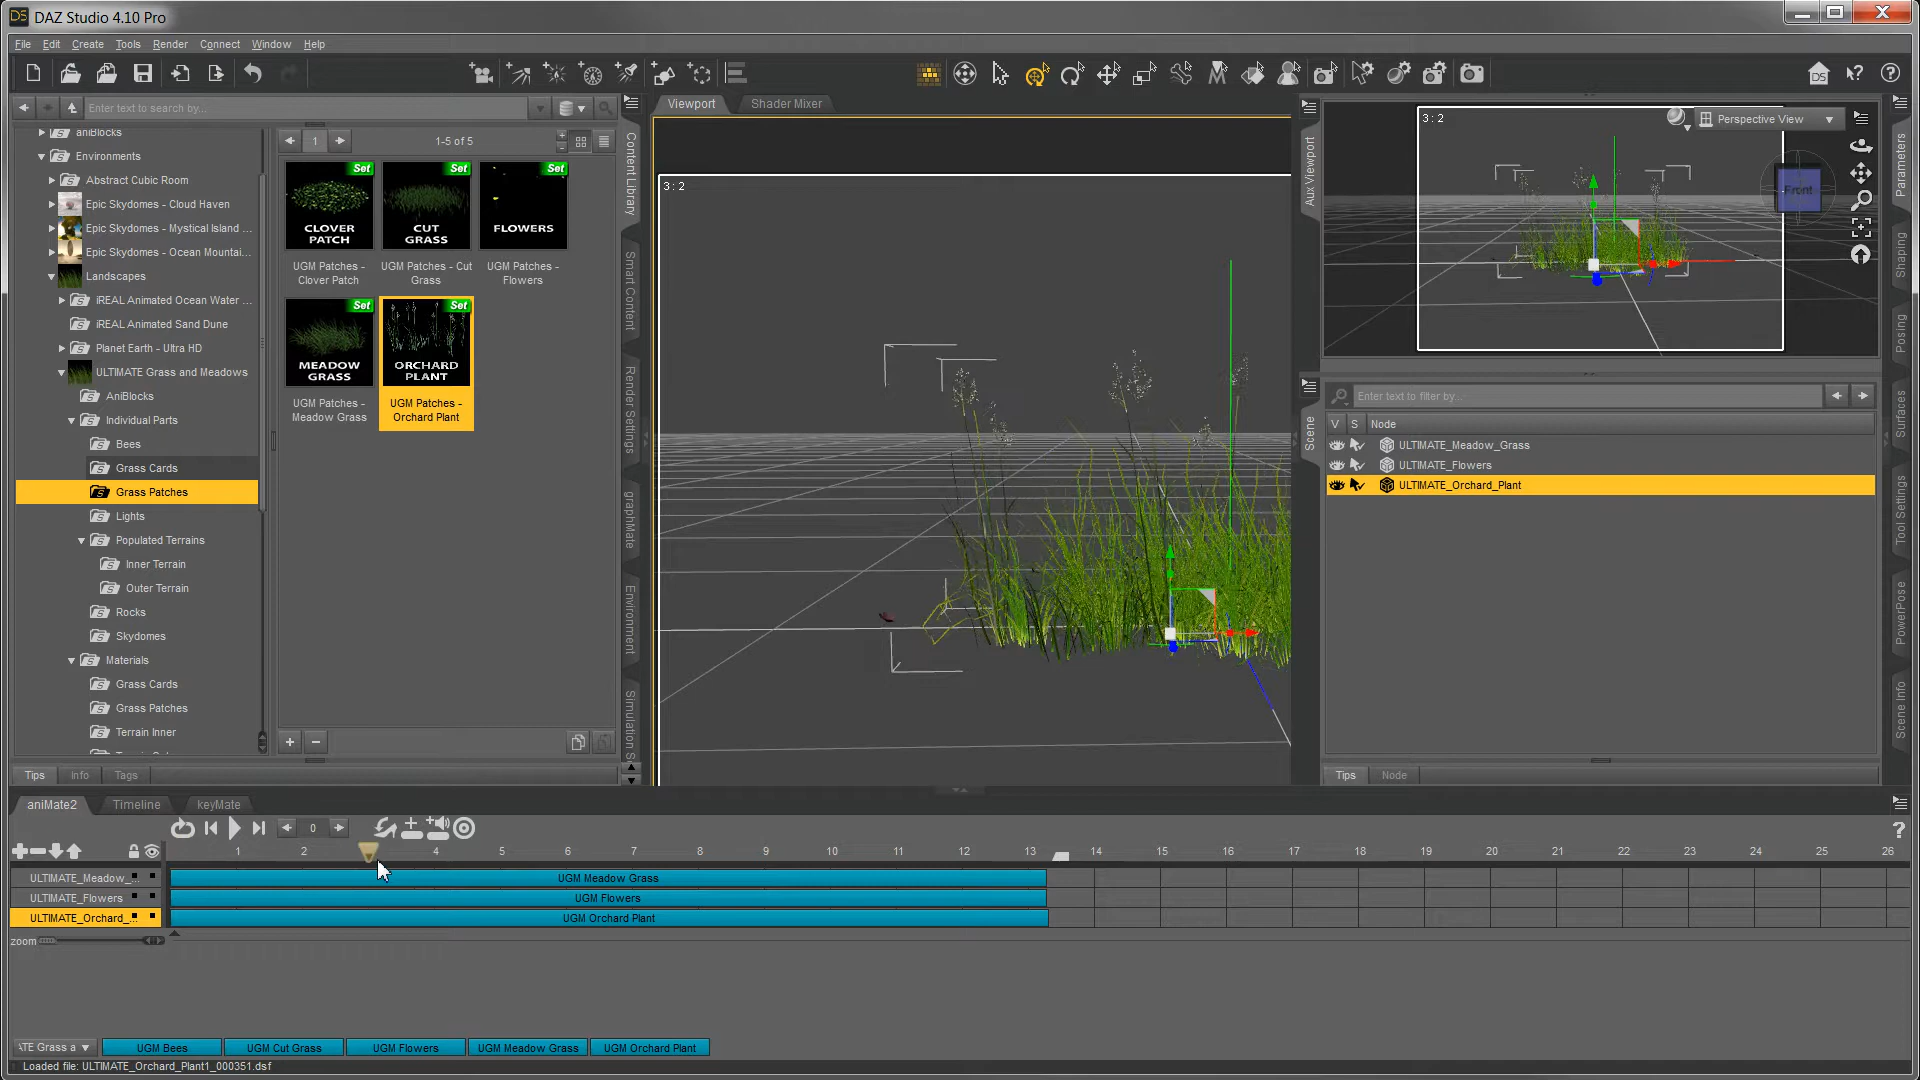 DAZ Studio 4.10 Pro
File Edit Create Tools Render Connect Window Help
Enter text to search by...
aniBlocks
Environments
Abstract Cubic Room
Epic Skydomes - Cloud Haven
Epic Skydomes - Mystical Island ...
Epic Skydomes - Ocean Mountai...
Landscapes
iREAL Animated Ocean Water ...
iREAL Animated Sand Dune
Planet Earth - Ultra HD
ULTIMATE Grass and Meadows
AniBlocks
Individual Parts
Bees
Grass Cards
Grass Patches
Lights
Populated Terrains
Inner Terrain
Outer Terrain
Rocks
Skydomes
Materials
Grass Cards
Grass Patches
Terrain Inner
1
1-5 of 5
Set
CLOVER
PATCH
UGM Patches -
Clover Patch
Set
CUT
GRASS
UGM Patches - Cut
Grass
Set
FLOWERS
UGM Patches -
Flowers
Set
MEADOW
GRASS
UGM Patches -
Meadow Grass
Set
ORCHARD
PLANT
UGM Patches -
Orchard Plant
Tips Info Tags
Content Library
Smart Content
Render Settings
graphMate
Environment
Simulation S
Viewport Shader Mixer
3 : 2
Aux Viewport
3 : 2
Perspective View
Front
Scene
Enter text to filter by...
V S Node
ULTIMATE_Meadow_Grass
ULTIMATE_Flowers
ULTIMATE_Orchard_Plant
Tips Node
Parameters
Shaping
Posing
Surfaces
Tool Settings
PowerPose
Scene Info
aniMate2 Timeline keyMate
0
1 2 4 5 6 7 8 9 10 11 12 13 14 15 16 17 18 19 20 21 22 23 24 25 26
ULTIMATE_Meadow_... UGM Meadow Grass
ULTIMATE_Flowers UGM Flowers
ULTIMATE_Orchard_... UGM Orchard Plant
zoom
ATE Grass a UGM Bees UGM Cut Grass UGM Flowers UGM Meadow Grass UGM Orchard Plant
Loaded file: ULTIMATE_Orchard_Plant1_000351.dsf